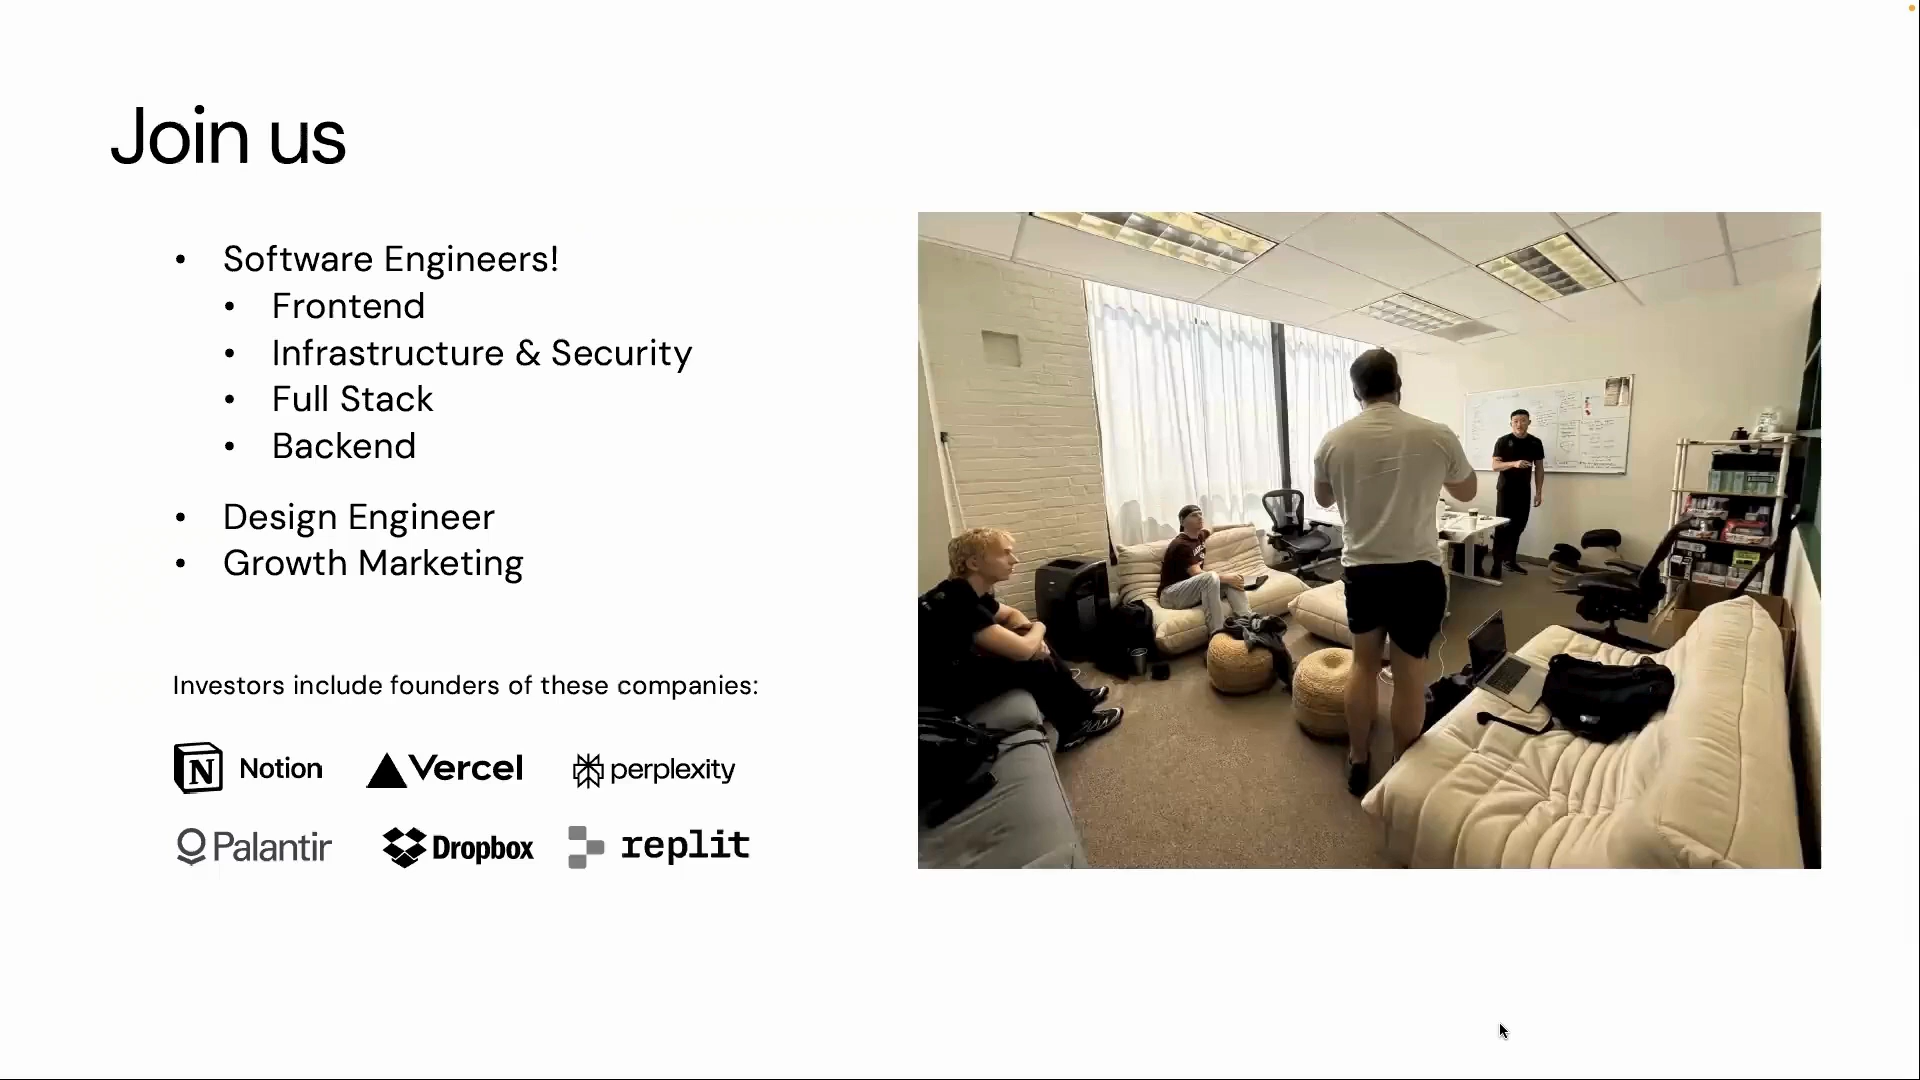 Join us
• Software Engineers!
• Frontend
• Infrastructure & Security
• Full Stack
• Backend
• Design Engineer
• Growth Marketing
Investors include founders of these companies:
Notion Vercel perplexity
Palantir Dropbox replit